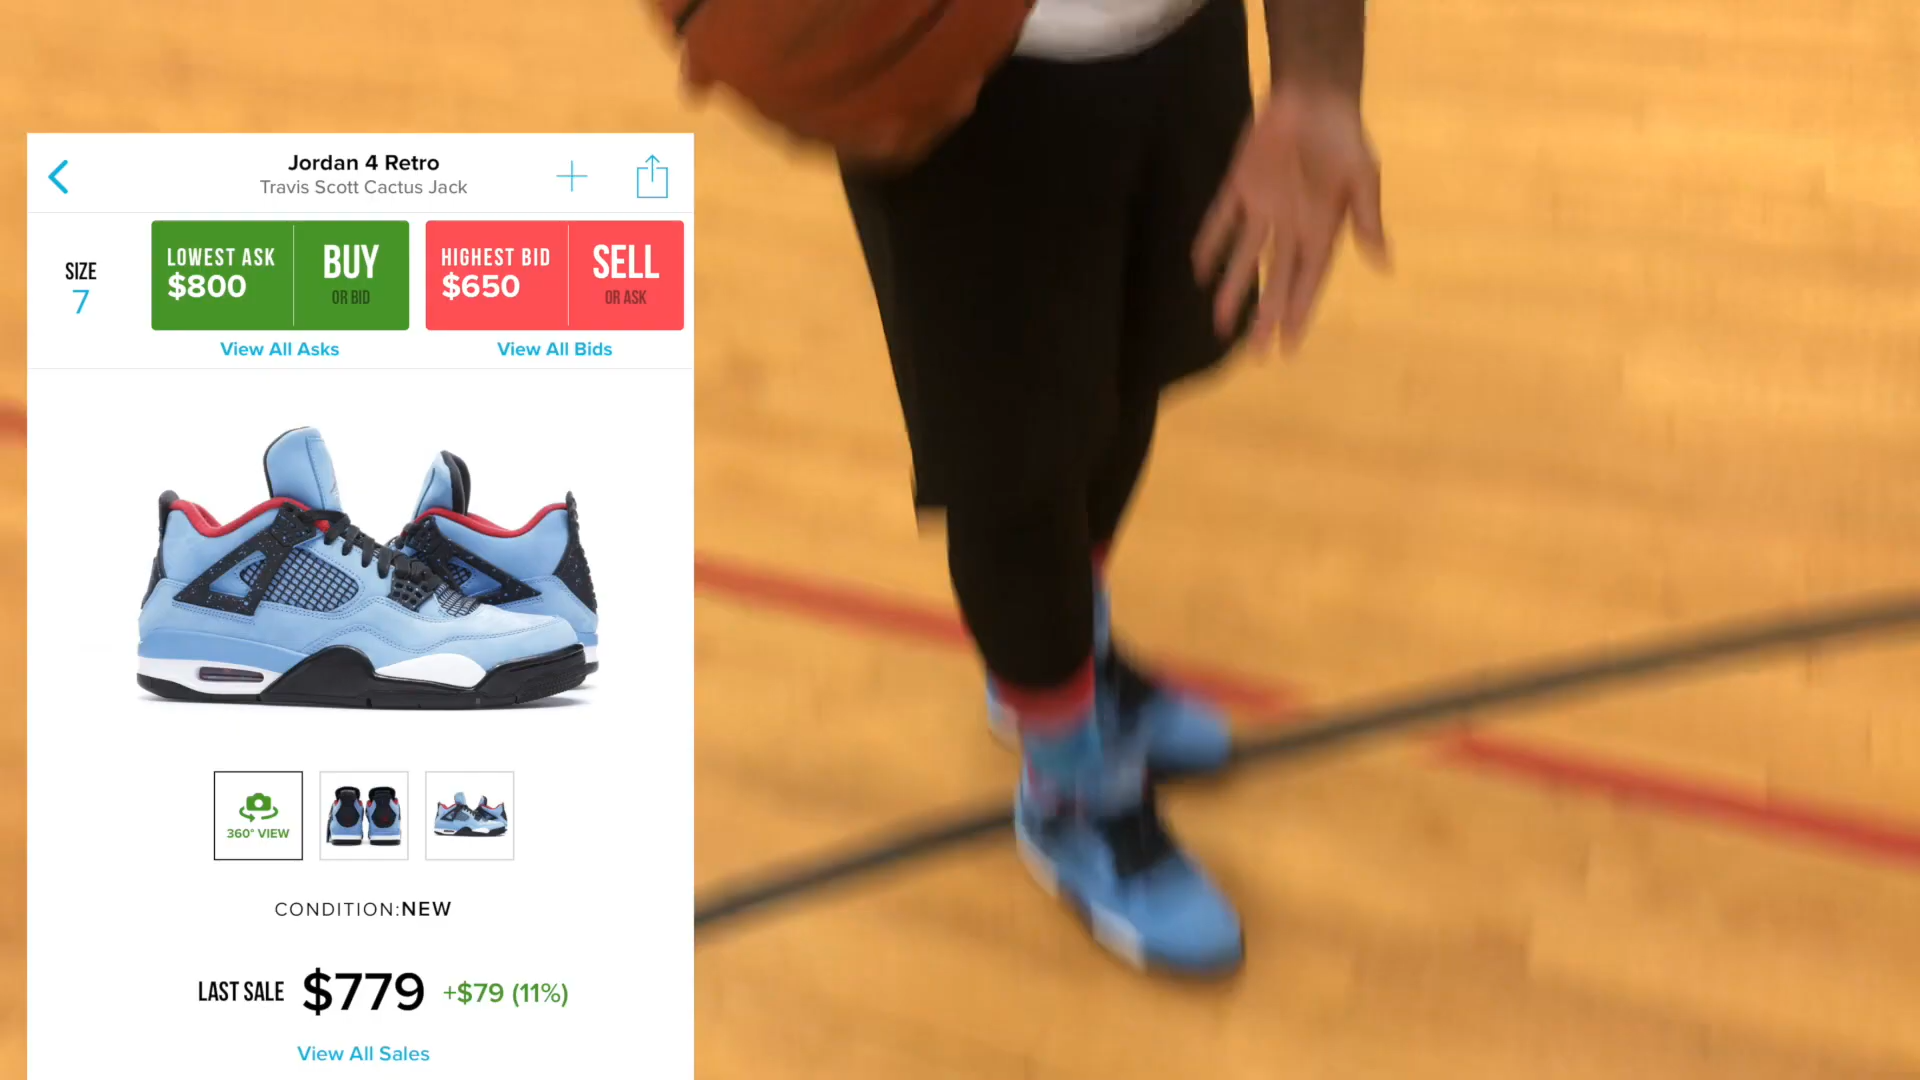 Jordan 4 Retro
Travis Scott Cactus Jack
SIZE
7
LOWEST ASK
$800
BUY
OR BID
HIGHEST BID
$650
SELL
OR ASK
View All Asks
View All Bids
360° VIEW
CONDITION:NEW
LAST SALE $779 +$79 (11%)
View All Sales